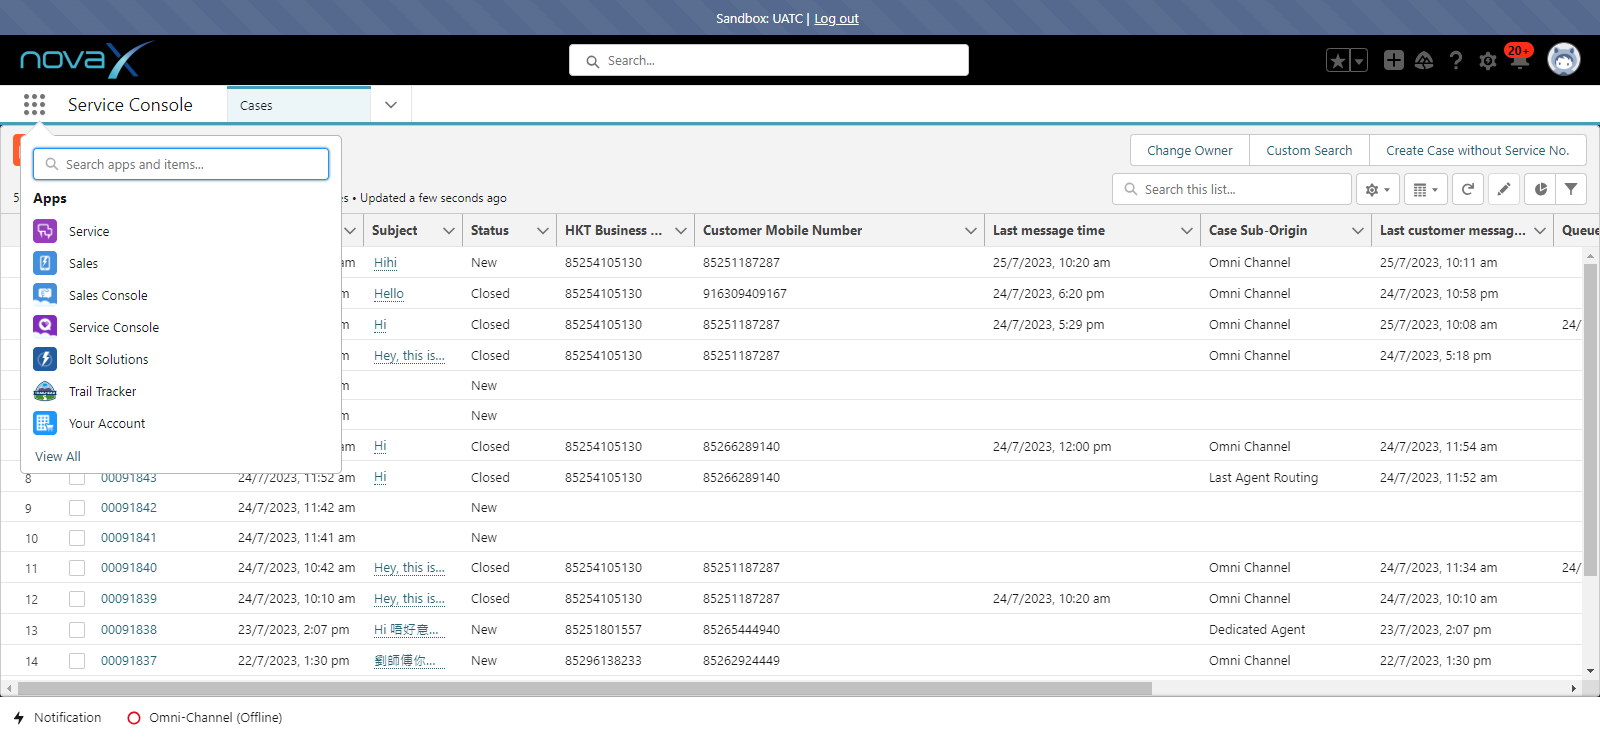 Sandbox: UATC | Log out
novaX
Search...
20+
Service Console
Cases
Search apps and items...
Apps
Service
Sales
Sales Console
Service Console
Bolt Solutions
Trail Tracker
Your Account
View All
Change Owner
Custom Search
Create Case without Service No.
5
es • Updated a few seconds ago
Search this list...
Subject Status HKT Business ... Customer Mobile Number Last message time Case Sub-Origin Last customer messag... Queue
am Hihi New 85254105130 85251187287 25/7/2023, 10:20 am Omni Channel 25/7/2023, 10:11 am
m Hello Closed 85254105130 916309409167 24/7/2023, 6:20 pm Omni Channel 24/7/2023, 10:58 pm
m Hi Closed 85254105130 85251187287 24/7/2023, 5:29 pm Omni Channel 25/7/2023, 10:08 am 24/
m Hey, this is... Closed 85254105130 85251187287 Omni Channel 24/7/2023, 5:18 pm
m New
m New
am Hi Closed 85254105130 85266289140 24/7/2023, 12:00 pm Omni Channel 24/7/2023, 11:54 am
8 00091843 24/7/2023, 11:52 am Hi Closed 85254105130 85266289140 Last Agent Routing 24/7/2023, 11:52 am
9 00091842 24/7/2023, 11:42 am New
10 00091841 24/7/2023, 11:41 am New
11 00091840 24/7/2023, 10:42 am Hey, this is... Closed 85254105130 85251187287 Omni Channel 24/7/2023, 11:34 am 24/
12 00091839 24/7/2023, 10:10 am Hey, this is... Closed 85254105130 85251187287 24/7/2023, 10:20 am Omni Channel 24/7/2023, 10:10 am
13 00091838 23/7/2023, 2:07 pm Hi 唔好意... New 85251801557 85265444940 Dedicated Agent 23/7/2023, 2:07 pm
14 00091837 22/7/2023, 1:30 pm 劉師傅你... New 85296138233 85262924449 Omni Channel 22/7/2023, 1:30 pm
Notification
Omni-Channel (Offline)